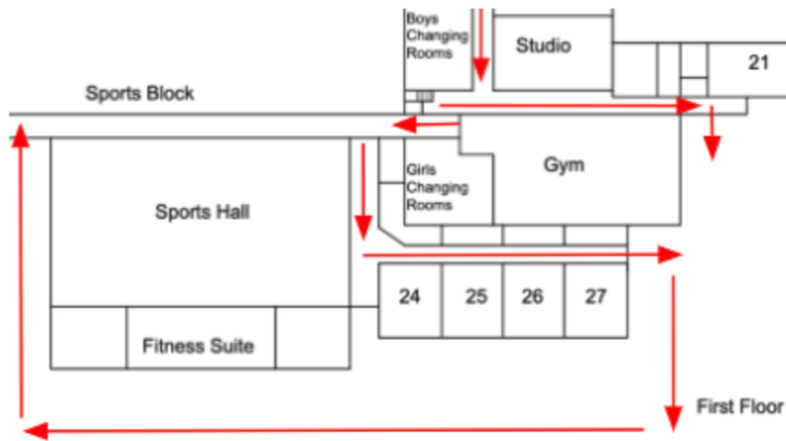 Boys
Changing
Rooms
Studio
21
Sports Block
Girls
Changing
Rooms
Gym
Sports Hall
24
25
26
27
Fitness Suite
First Floor